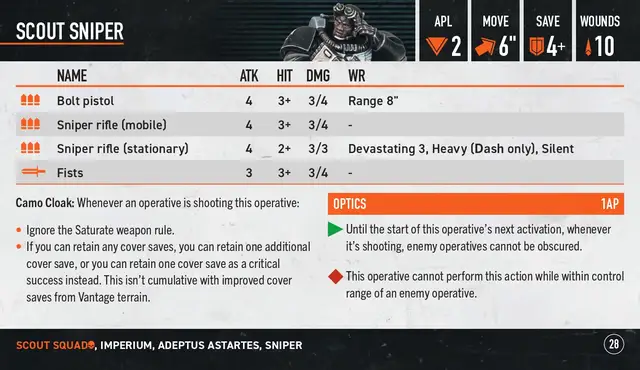 SCOUT SNIPER
APL 2
MOVE 6"
SAVE 4+
WOUNDS 10
NAME ATK HIT DMG WR
Bolt pistol 4 3+ 3/4 Range 8"
Sniper rifle (mobile) 4 3+ 3/4 -
Sniper rifle (stationary) 4 2+ 3/3 Devastating 3, Heavy (Dash only), Silent
Fists 3 3+ 3/4 -
Camo Cloak: Whenever an operative is shooting this operative:
• Ignore the Saturate weapon rule.
• If you can retain any cover saves, you can retain one additional
cover save, or you can retain one cover save as a critical
success instead. This isn't cumulative with improved cover
saves from Vantage terrain.
OPTICS 1AP
Until the start of this operative's next activation, whenever
it's shooting, enemy operatives cannot be obscured.
This operative cannot perform this action while within control
range of an enemy operative.
SCOUT SQUAD, IMPERIUM, ADEPTUS ASTARTES, SNIPER
28